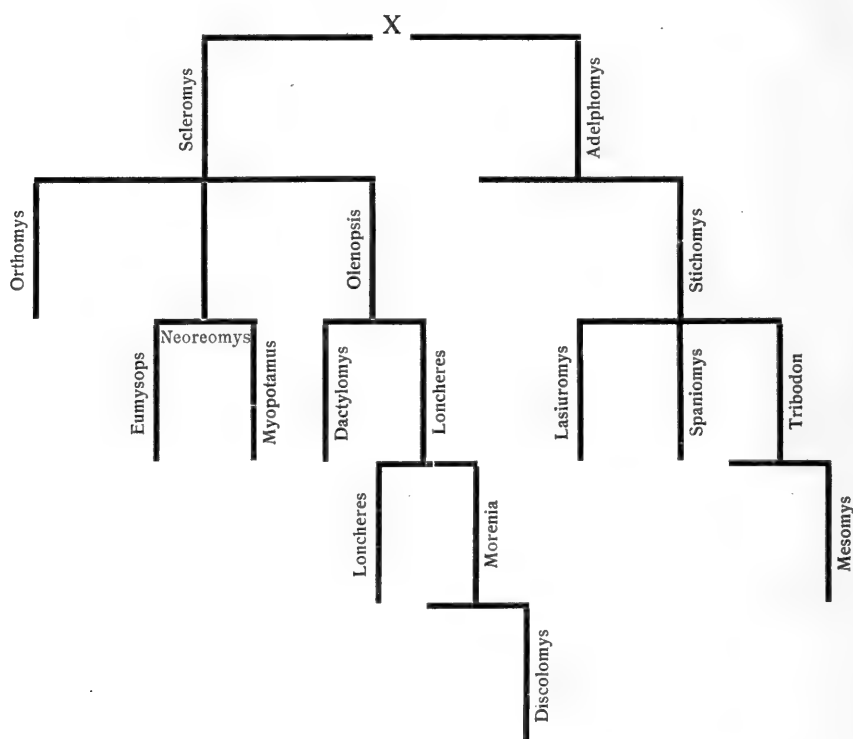 X
Scleromys
Adelphomys
Orthomys
Olenopsis
Stichomys
Neoreomys
Eumysops
Myopotamus
Dactylomys
Loncheres
Lasiuromys
Spaniomys
Tribodon
Loncheres
Morenia
Mesomys
Discolomys